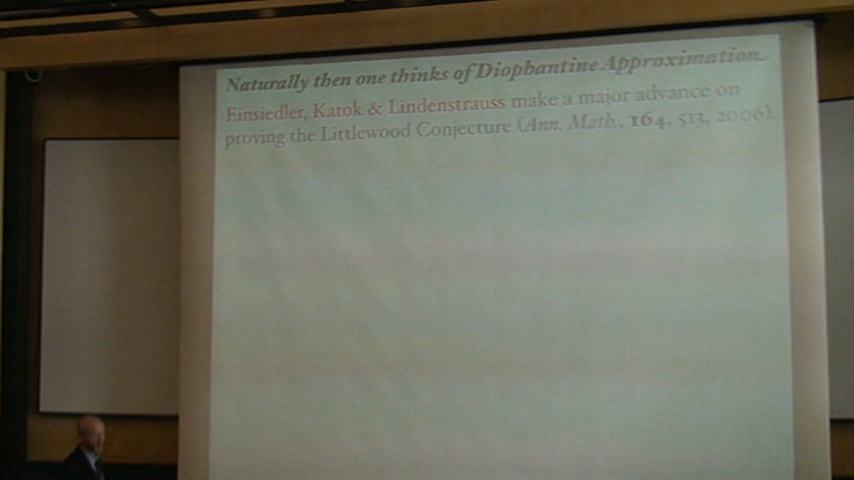 Naturally then one thinks of Diophantine Approximation.
Einsiedler, Katok & Lindenstrauss make a major advance on
proving the Littlewood Conjecture (Ann. Math., 164, 513, 2006).